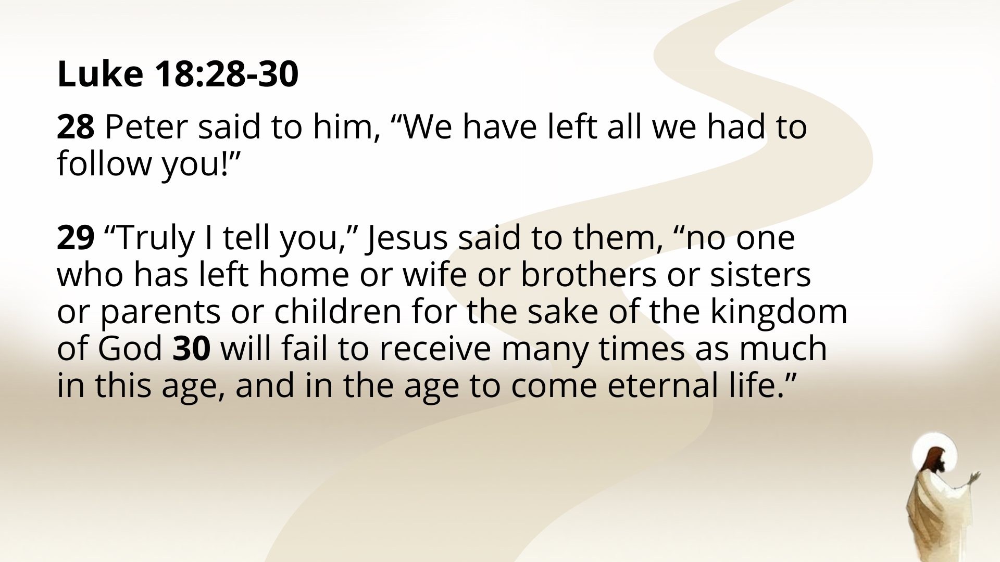 Luke 18:28-30
28 Peter said to him, “We have left all we had to
follow you!”
29 “Truly I tell you,” Jesus said to them, “no one
who has left home or wife or brothers or sisters
or parents or children for the sake of the kingdom
of God 30 will fail to receive many times as much
in this age, and in the age to come eternal life.”